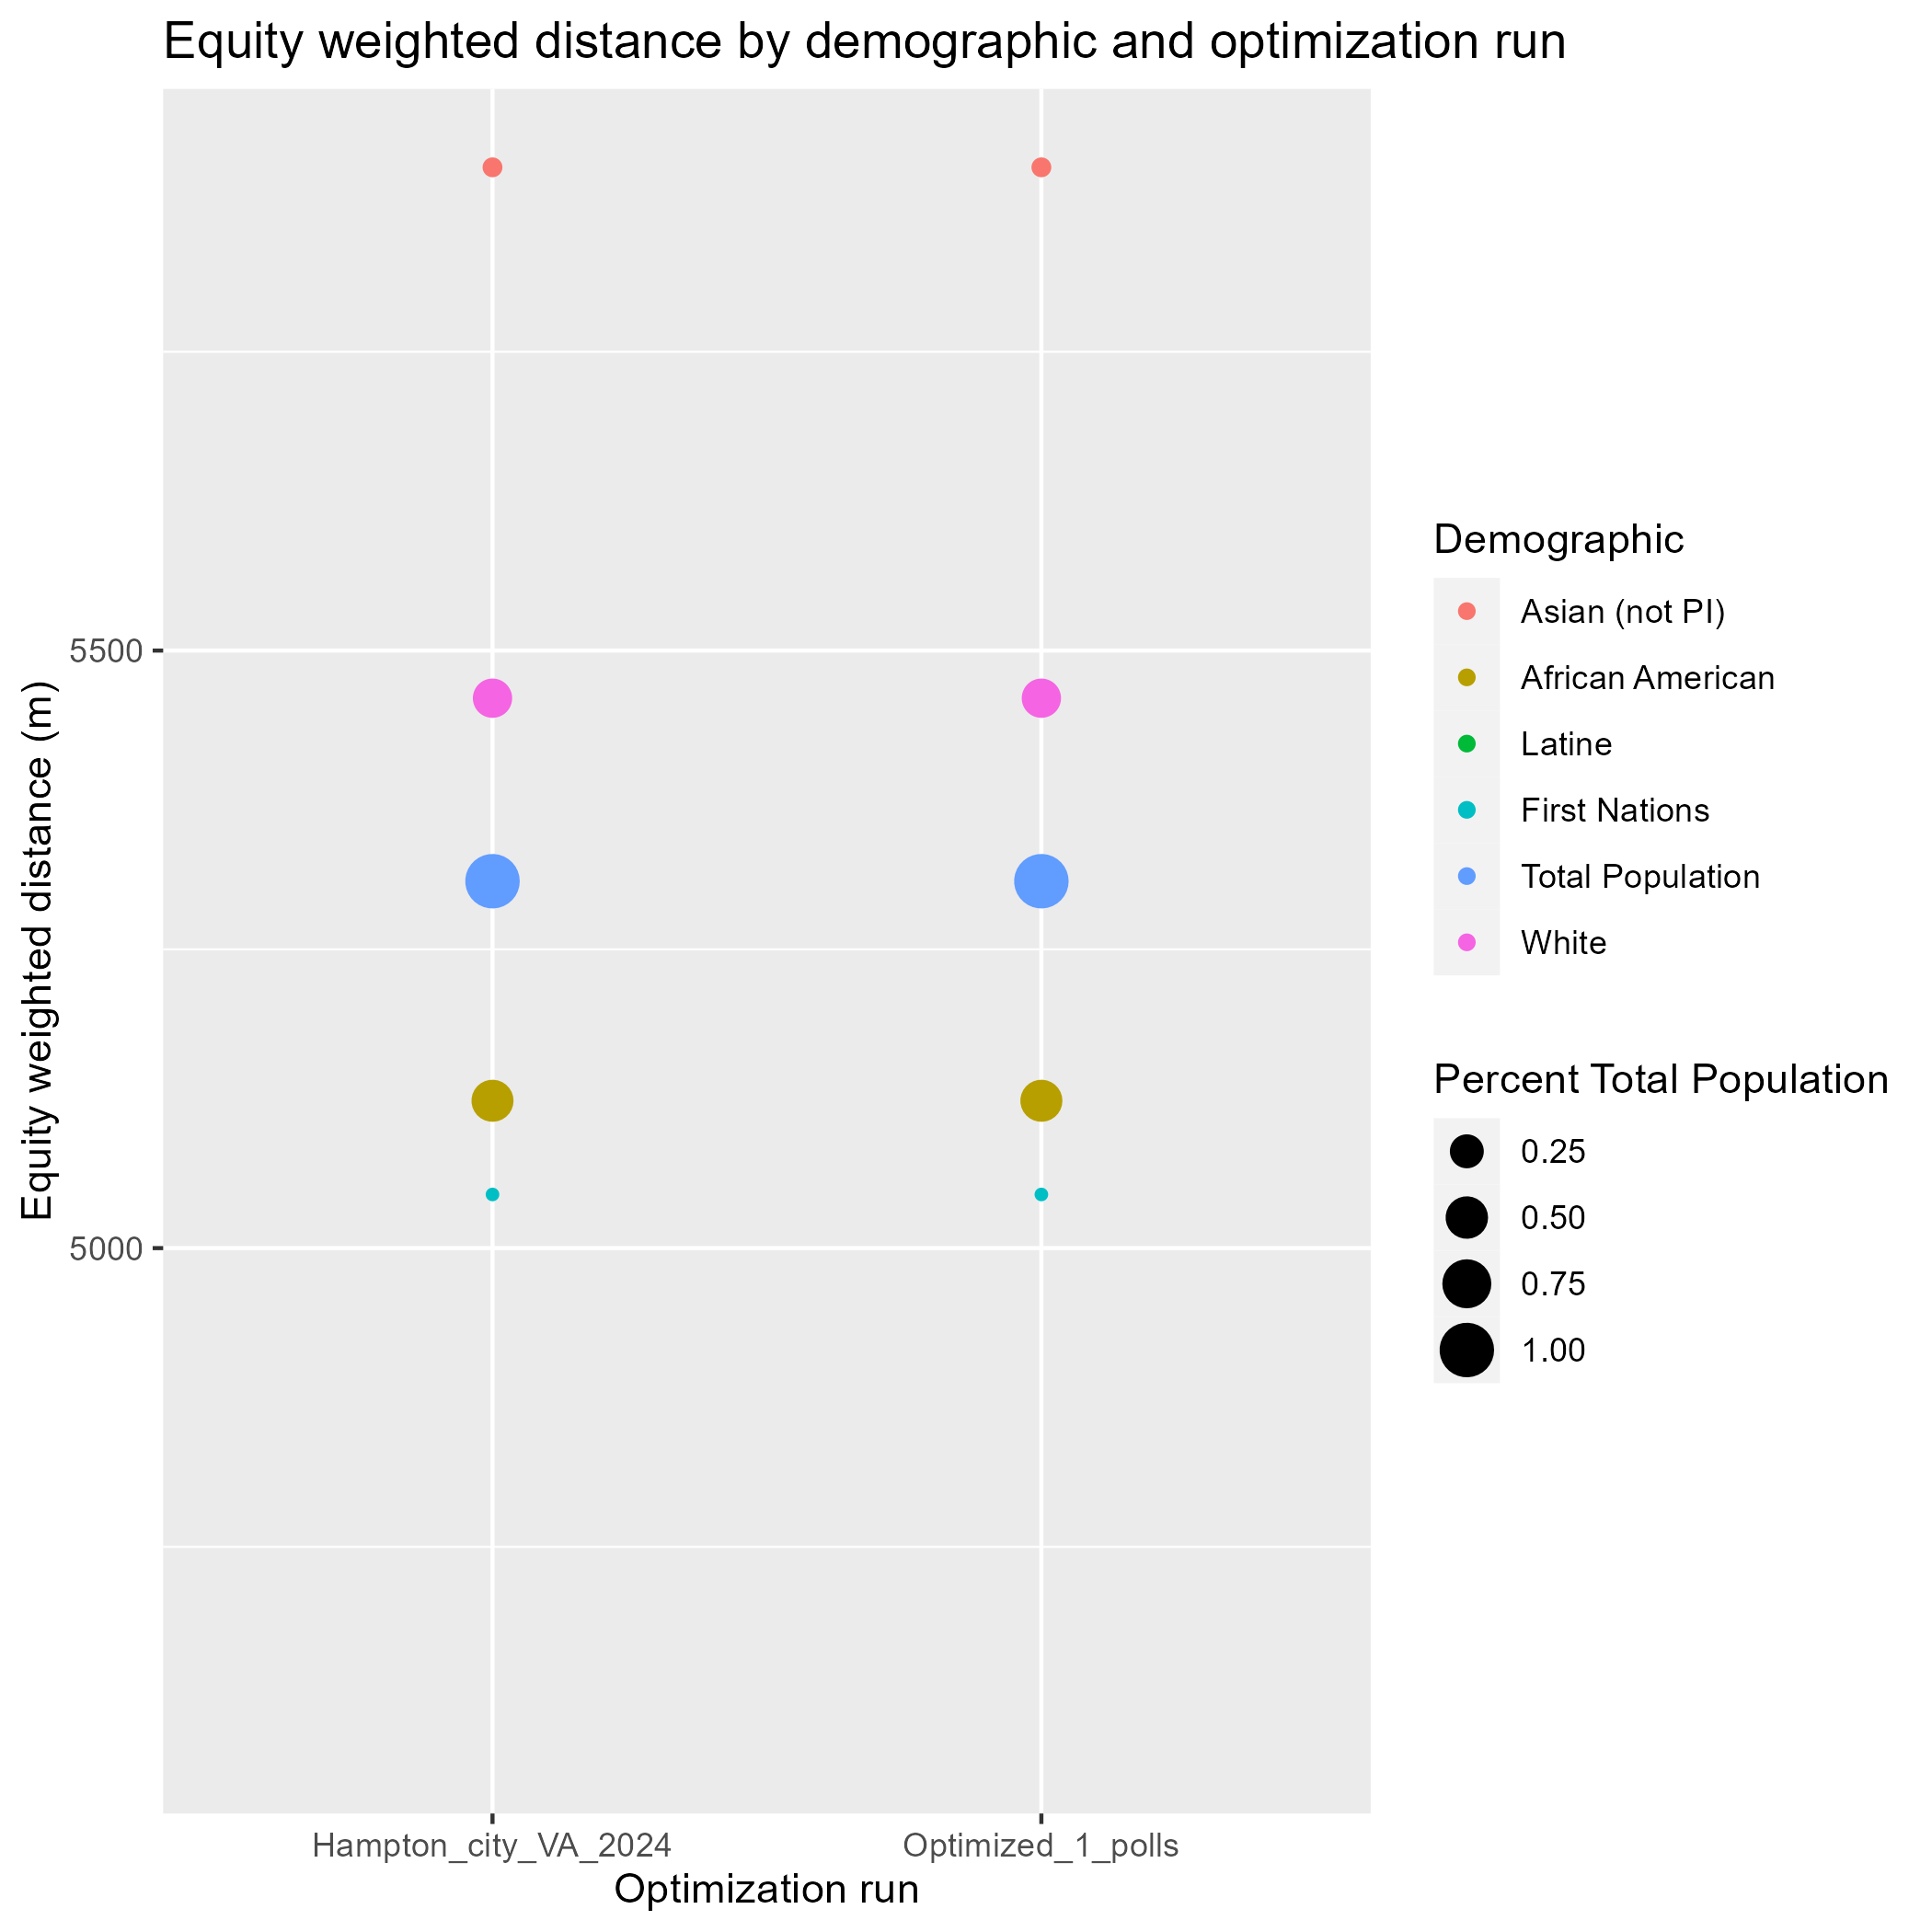 Equity weighted distance by demographic and optimization run
Equity weighted distance (m)
5500
5000
Hampton_city_VA_2024
Optimized_1_polls
Optimization run
Demographic
Asian (not PI)
African American
Latine
First Nations
Total Population
White
Percent Total Population
0.25
0.50
0.75
1.00